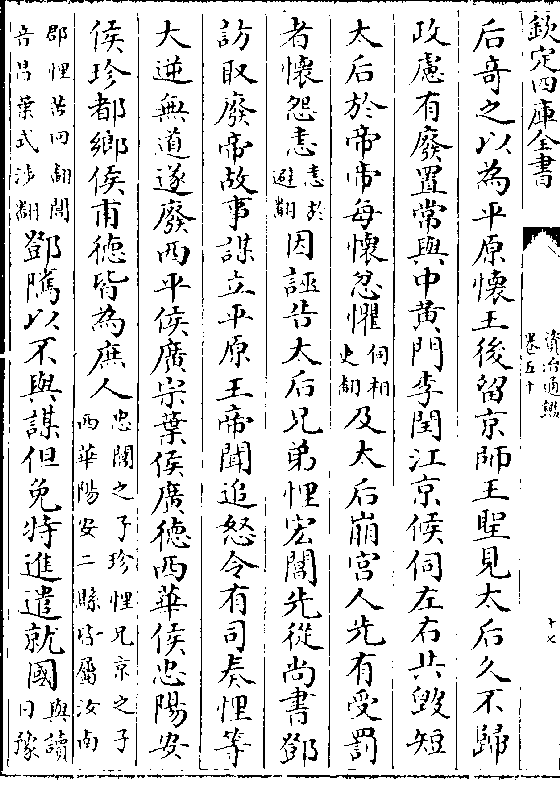 欽定四庫全書
資治通鑑
卷五十
十七
后奇之以為平原懷王後留京師王聖見太后久不歸
政慮有廢置常與中黄門李閏江京候伺左右共毁短
太后於帝帝每懷忿懼伺相吏翻及太后崩宫人先有受罰
者懷怨恚恚於避翻因誣告太后兄弟悝宏閶先從尚書鄧
訪取廢帝故事謀立平原王帝聞追怒令有司奏悝等
大逆無道遂廢西平侯廣宗葉侯廣德西華侯忠陽安
侯珍都鄉侯甫德皆為庶人忠閶之子珍悝兄京之子西華陽安二縣皆屬汝南
郡悝苦回翻閶音昌葉式涉翻鄧隲以不與謀但免特進遣就國與讀曰豫